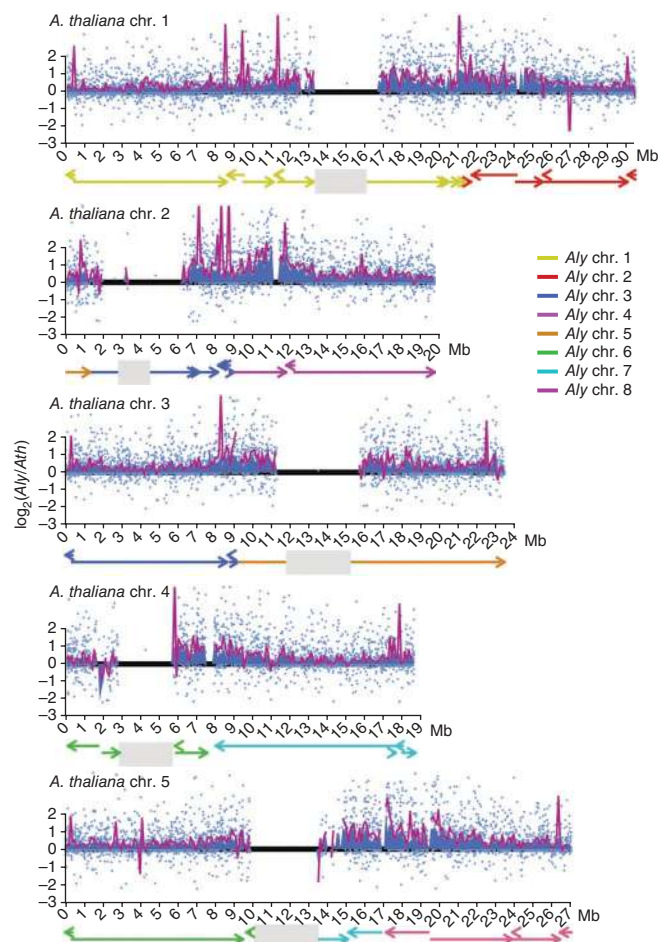 A. thaliana chr. 1
2
1
0
–1
–2
–3
0 1 2 3 4 5 6 7 8 9 10 11 12 13 14 15 16 17 18 19 20 21 22 23 24 25 26 27 28 29 30 Mb
A. thaliana chr. 2
2
1
0
–1
–2
–3
0 1 2 3 4 5 6 7 8 9 10 11 12 13 14 15 16 17 18 19 20 Mb
Aly chr. 1
Aly chr. 2
Aly chr. 3
Aly chr. 4
Aly chr. 5
Aly chr. 6
Aly chr. 7
Aly chr. 8
A. thaliana chr. 3
log2(Aly/Ath)
2
1
0
–1
–2
–3
0 1 2 3 4 5 6 7 8 9 10 11 12 13 14 15 16 17 18 19 20 21 22 23 24 Mb
A. thaliana chr. 4
2
1
0
–1
–2
–3
0 1 2 3 4 5 6 7 8 9 10 11 12 13 14 15 16 17 18 19 Mb
A. thaliana chr. 5
2
1
0
–1
–2
–3
0 1 2 3 4 5 6 7 8 9 10 11 12 13 14 15 16 17 18 19 20 21 22 23 24 25 26 27 Mb